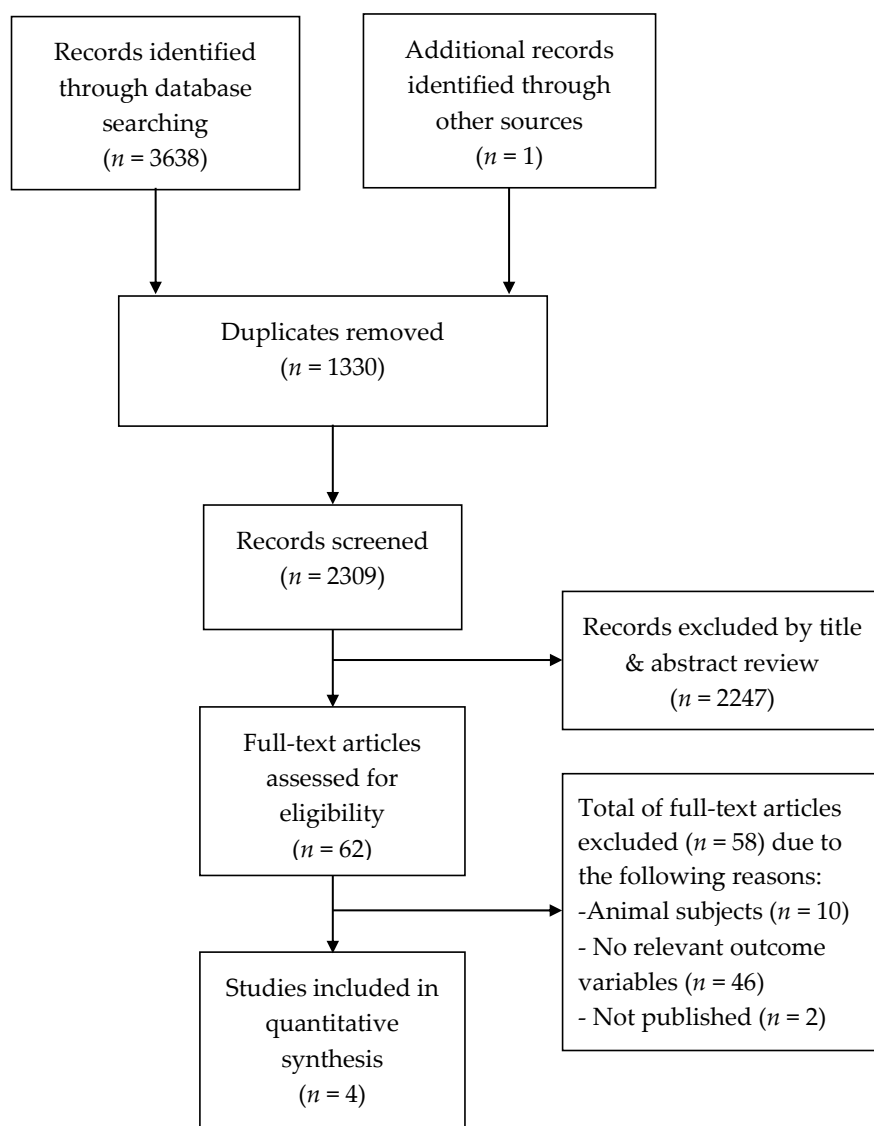 Records identified
through database
searching
(n = 3638)
Additional records
identified through
other sources
(n = 1)
Duplicates removed
(n = 1330)
Records screened
(n = 2309)
Records excluded by title
& abstract review
(n = 2247)
Full-text articles
assessed for
eligibility
(n = 62)
Total of full-text articles
excluded (n = 58) due to
the following reasons:
-Animal subjects (n = 10)
- No relevant outcome
variables (n = 46)
- Not published (n = 2)
Studies included in
quantitative
synthesis
(n = 4)